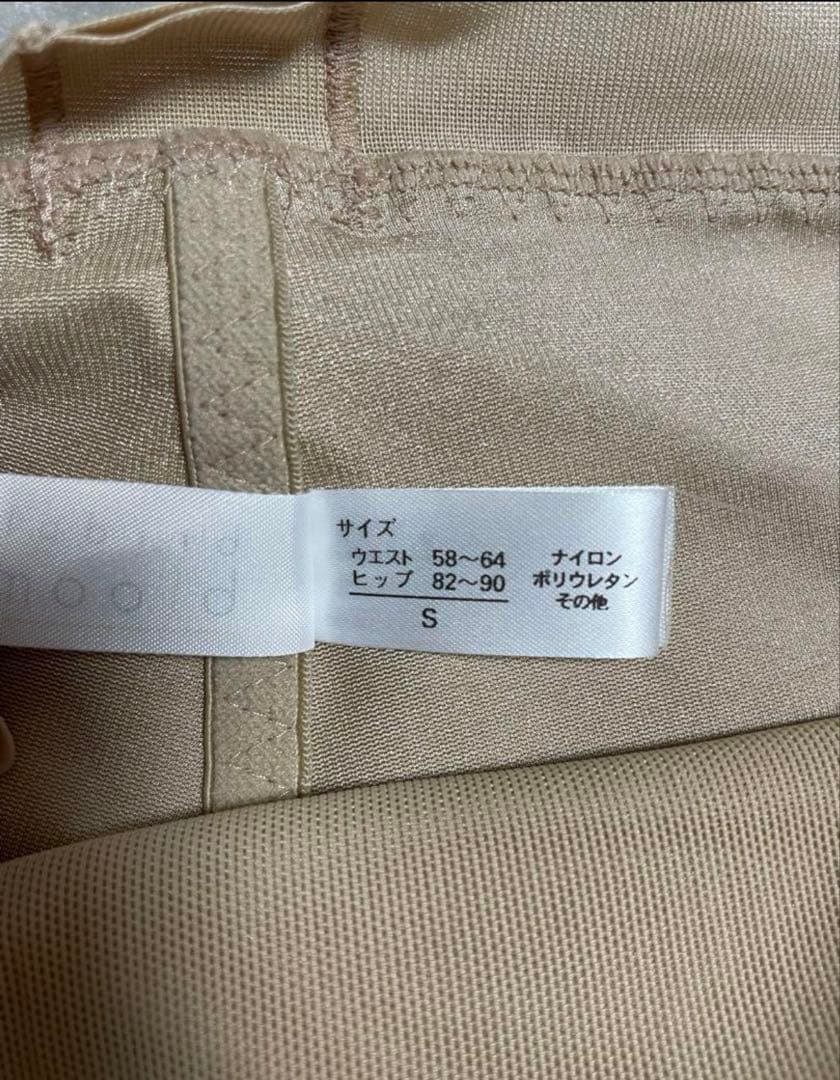 サイズ
ウエスト 58〜64
ヒップ 82〜90
S
ナイロン
ポリウレタン
その他